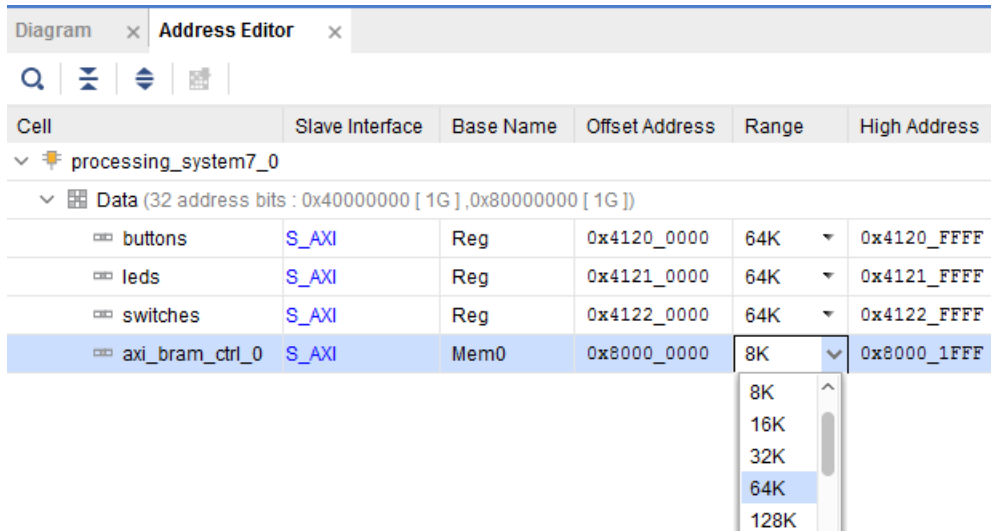 Diagram × Address Editor ×
Cell Slave Interface Base Name Offset Address Range High Address
processing_system7_0
Data (32 address bits : 0x40000000 [ 1G ] ,0x80000000 [ 1G ])
buttons S_AXI Reg 0x4120_0000 64K 0x4120_FFFF
leds S_AXI Reg 0x4121_0000 64K 0x4121_FFFF
switches S_AXI Reg 0x4122_0000 64K 0x4122_FFFF
axi_bram_ctrl_0 S_AXI Mem0 0x8000_0000 8K 0x8000_1FFF
8K
16K
32K
64K
128K